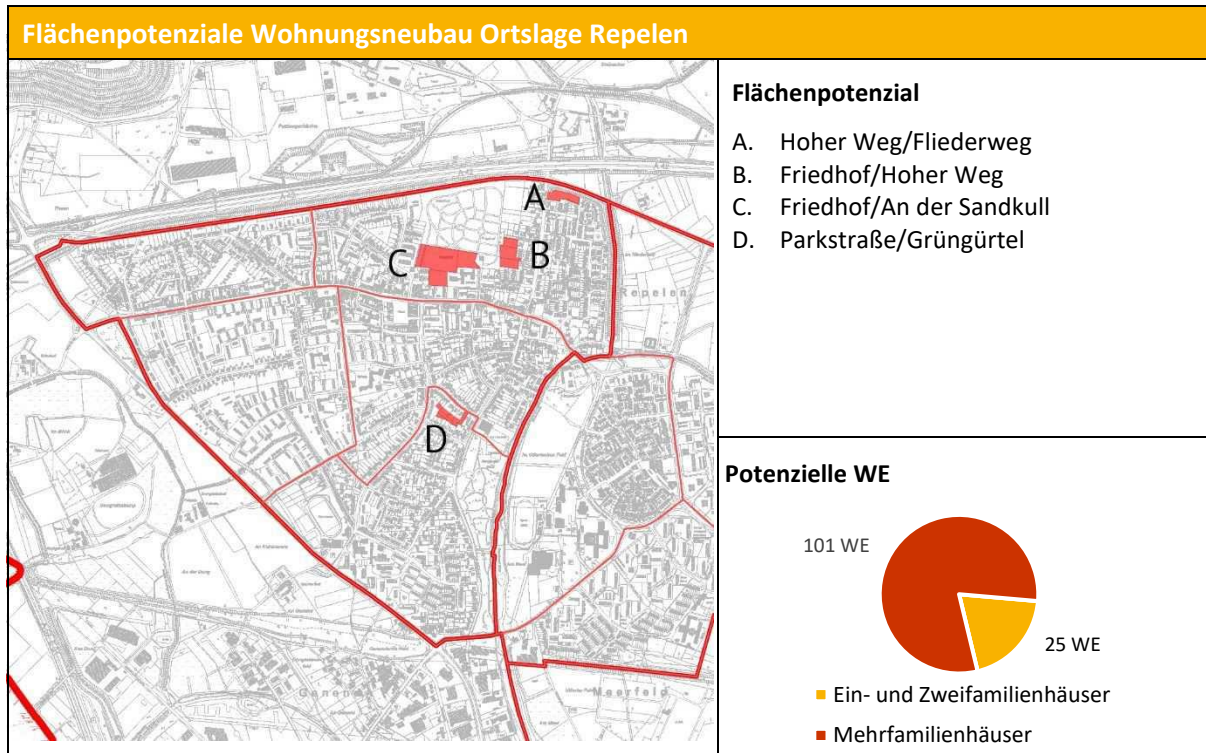 Flächenpotenziale Wohnungsneubau Ortslage Repelen
Flächenpotenzial
A. Hoher Weg/Fliederweg
B. Friedhof/Hoher Weg
C. Friedhof/An der Sandkull
D. Parkstraße/Grüngürtel
A
B
C
D
Repelen
Meerfeld
Potenzielle WE
101 WE
25 WE
Ein- und Zweifamilienhäuser
Mehrfamilienhäuser